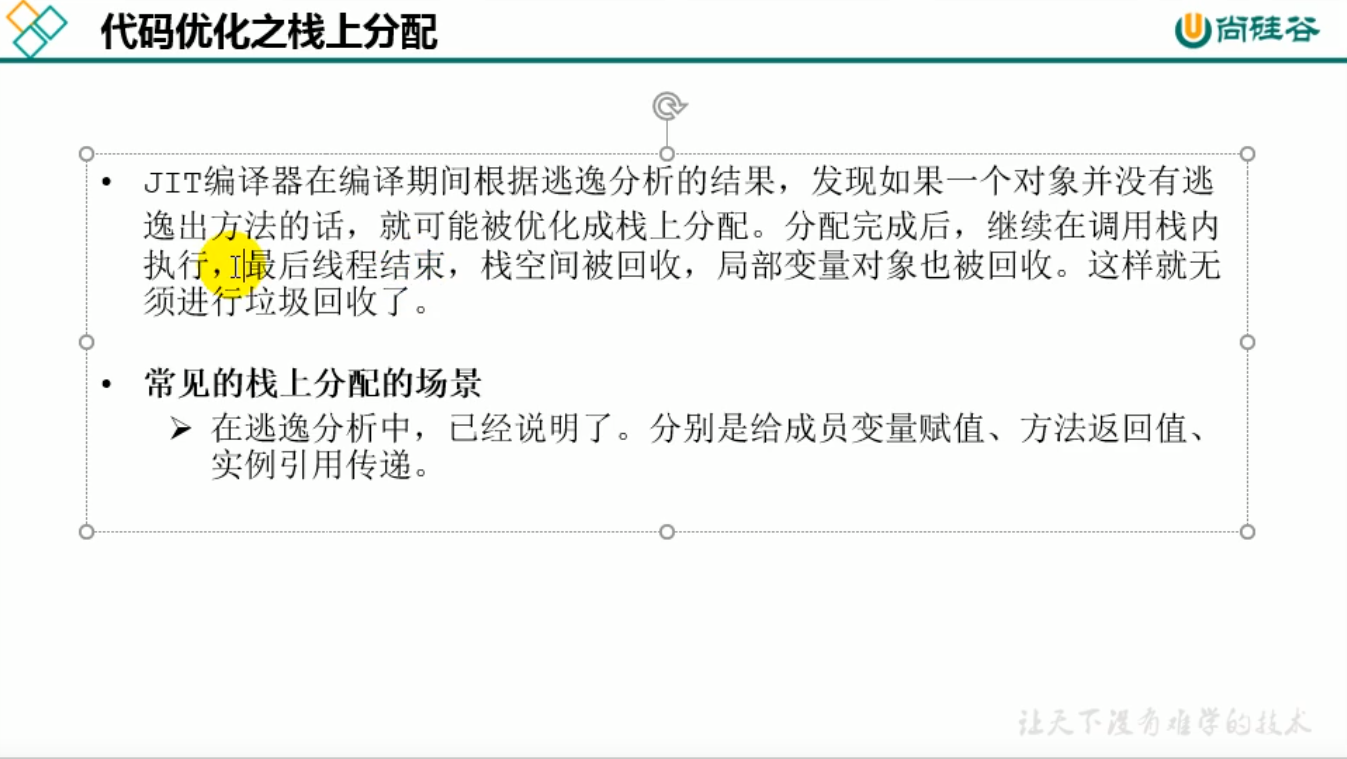 代码优化之栈上分配
尚硅谷
• JIT编译器在编译期间根据逃逸分析的结果，发现如果一个对象并没有逃
逸出方法的话，就可能被优化成栈上分配。分配完成后，继续在调用栈内
执行，最后线程结束，栈空间被回收，局部变量对象也被回收。这样就无
须进行垃圾回收了。
• 常见的栈上分配的场景
➢ 在逃逸分析中，已经说明了。分别是给成员变量赋值、方法返回值、
实例引用传递。
让天下没有难学的技术